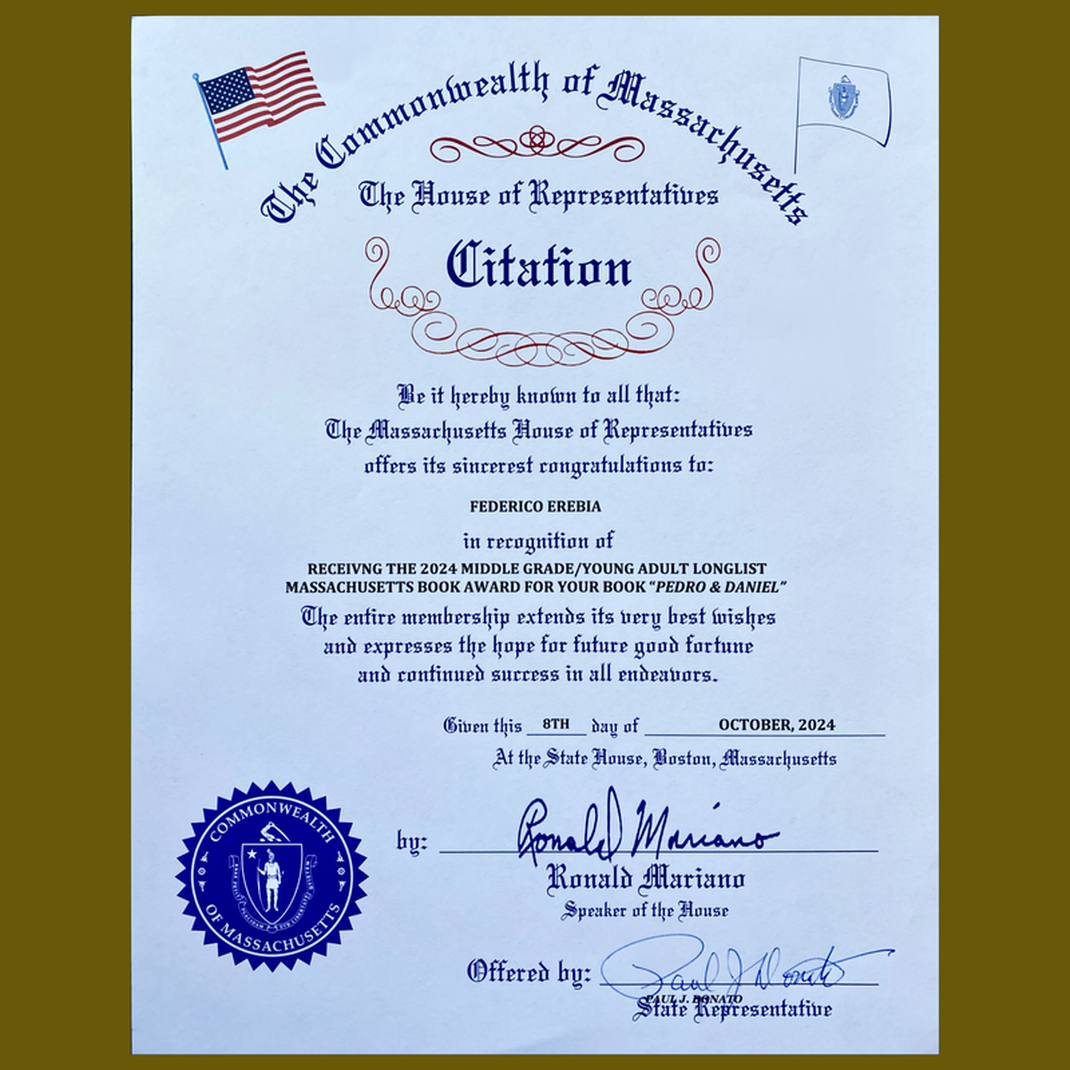 The Commonwealth of Massachusetts
The House of Representatives
Citation
Be it hereby known to all that:
The Massachusetts House of Representatives
offers its sincerest congratulations to:
FEDERICO EREBIA
in recognition of
RECEIVNG THE 2024 MIDDLE GRADE/YOUNG ADULT LONGLIST
MASSACHUSETTS BOOK AWARD FOR YOUR BOOK “PEDRO & DANIEL”
The entire membership extends its very best wishes
and expresses the hope for future good fortune
and continued success in all endeavors.
Given this 8TH day of OCTOBER, 2024
At the State House, Boston, Massachusetts
by: Ronald Mariano
Ronald Mariano
Speaker of the House
Offered by: Paul J Donato
PAUL J. DONATO
State Representative
COMMONWEALTH
OF MASSACHUSETTS